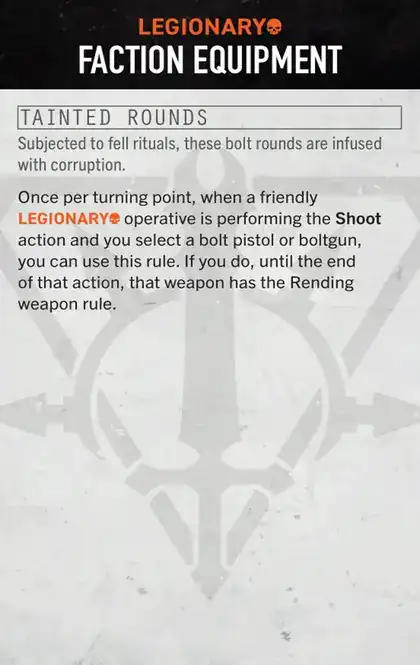 LEGIONARY
FACTION EQUIPMENT
TAINTED ROUNDS
Subjected to fell rituals, these bolt rounds are infused
with corruption.
Once per turning point, when a friendly
LEGIONARY operative is performing the Shoot
action and you select a bolt pistol or boltgun,
you can use this rule. If you do, until the end
of that action, that weapon has the Rending
weapon rule.